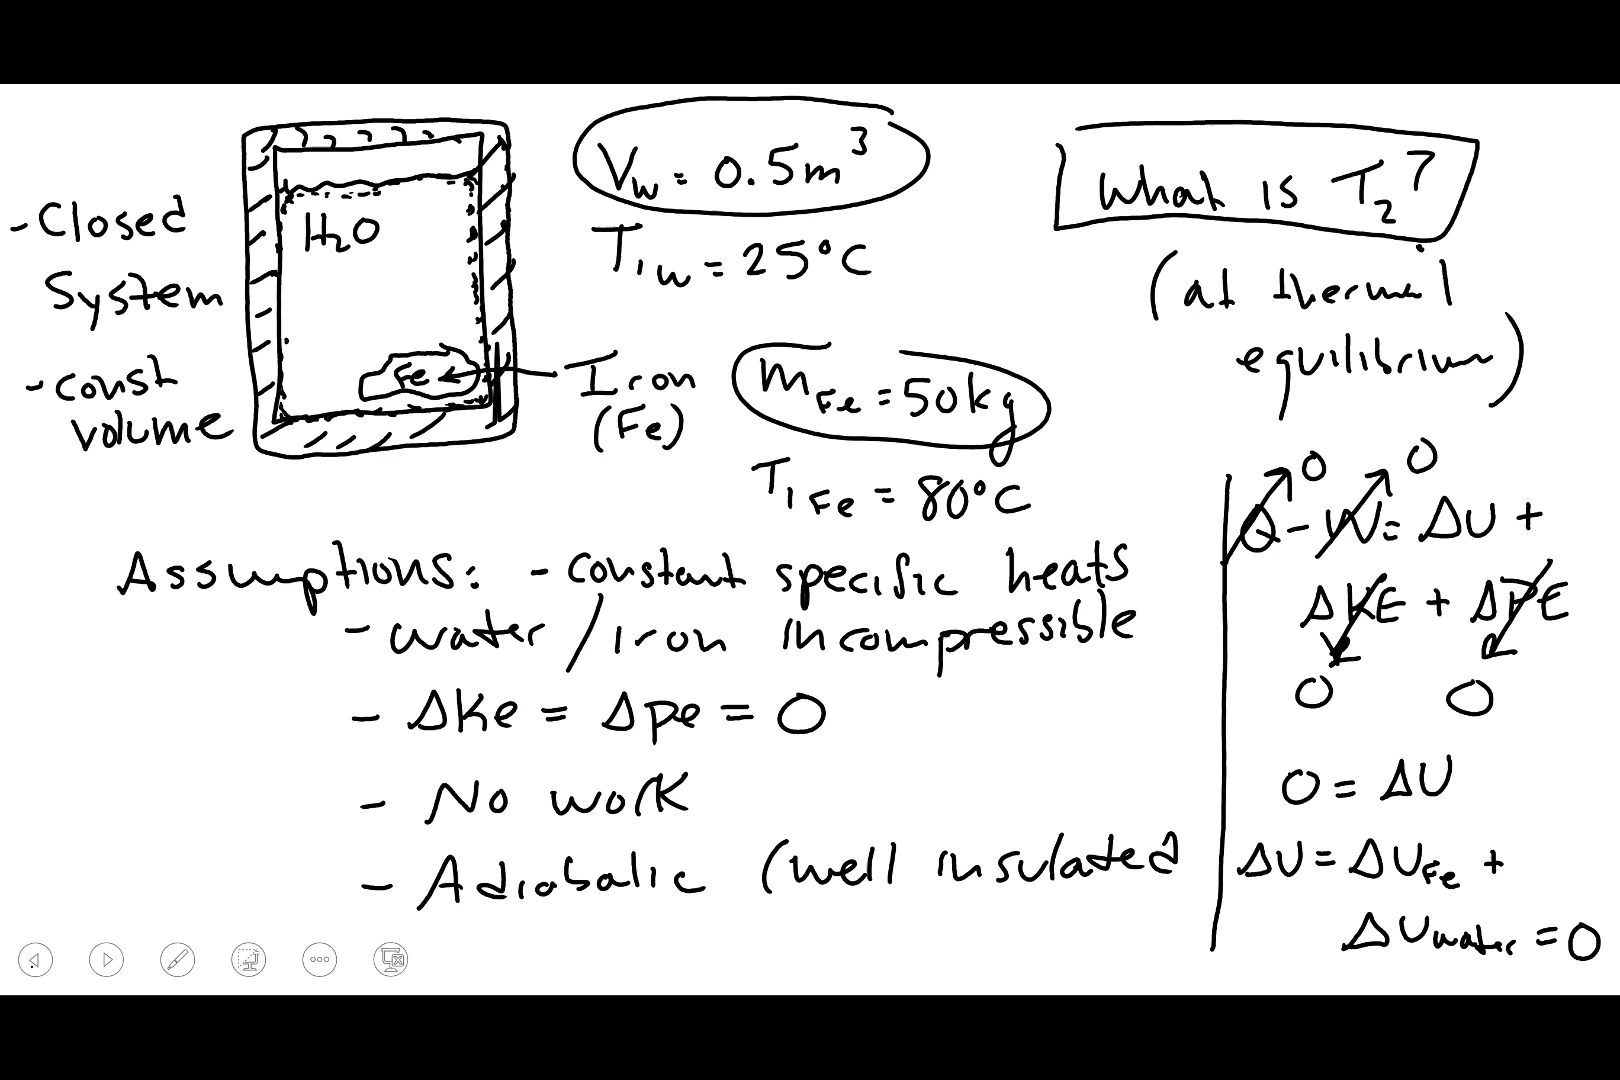 - Closed
System
- const
volume
H₂O
Fe
Iron
(Fe)
V_w = 0.5m³
T₁_w = 25°C
m_Fe = 50kg
T₁_Fe = 80°C
What is T₂?
(at thermal
equilibrium)
Assumptions: - constant specific heats
- water / iron incompressible
- Δke = Δpe = 0
- No work
- Adiabatic (well insulated
0 0
Q - W = ΔU +
ΔKE + ΔPE
0 0
0 = ΔU
ΔU = ΔU_Fe +
ΔU_water = 0